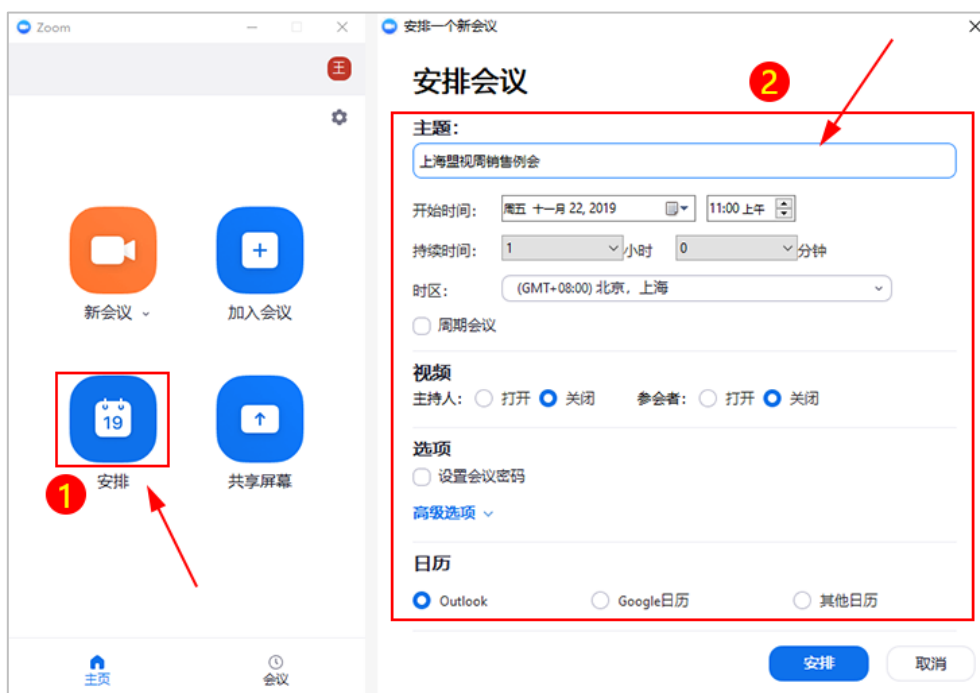 Zoom
王
新会议
加入会议
19
安排
共享屏幕
1
主页
会议
安排一个新会议
安排会议
2
主题：
上海盟视周销售例会
开始时间： 周五 十一月 22, 2019 11:00 上午
持续时间： 1 小时 0 分钟
时区： (GMT+08:00) 北京，上海
周期会议
视频
主持人： 打开 关闭 参会者： 打开 关闭
选项
设置会议密码
高级选项
日历
Outlook Google日历 其他日历
安排 取消